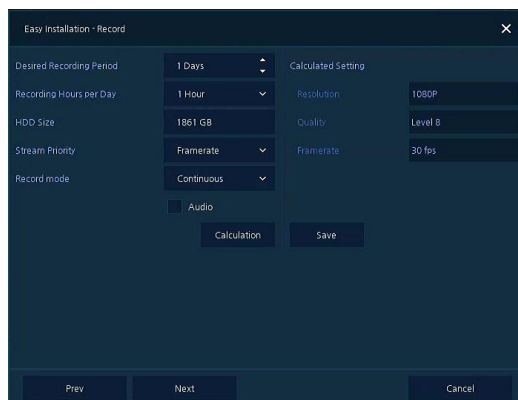 Easy Installation - Record
Desired Recording Period
1 Days
Recording Hours per Day
1 Hour
HDD Size
1861 GB
Stream Priority
Framerate
Record mode
Continuous
Audio
Calculation
Calculated Setting
Resolution
1080P
Quality
Level 8
Framerate
30 fps
Save
Prev
Next
Cancel